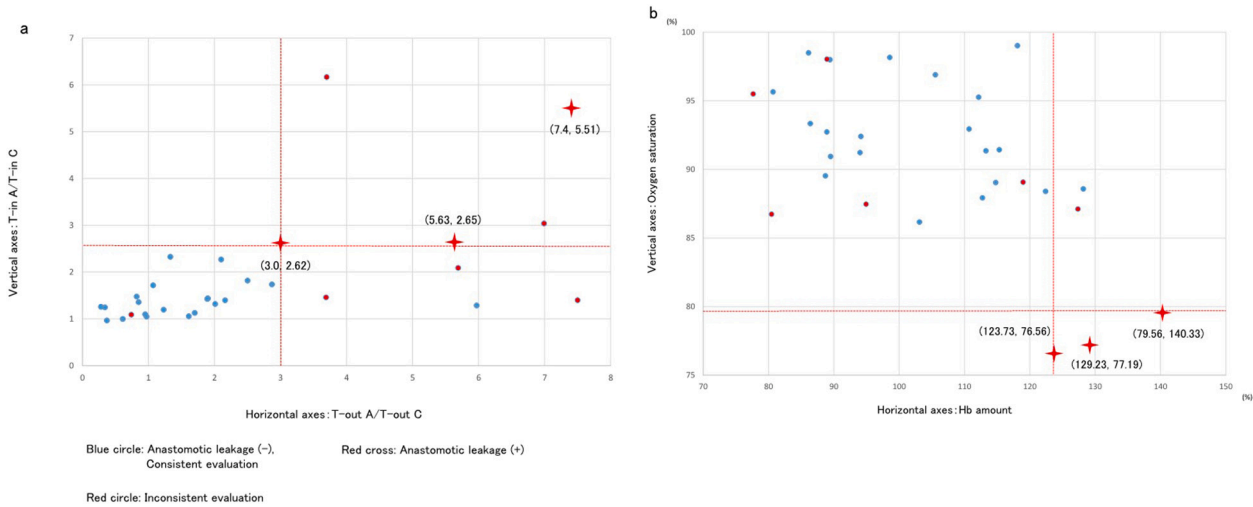 a
7
6
5
4
3
2
1
0
0 1 2 3 4 5 6 7 8
Vertical axes: T-in A/T-in C
(7.4, 5.51)
(5.63, 2.65)
(3.0, 2.62)
Horizontal axes: T-out A/T-out C
Blue circle: Anastomotic leakage (-),
Consistent evaluation
Red cross: Anastomotic leakage (+)
Red circle: Inconsistent evaluation
b
(%)
100
95
90
85
80
75
70 80 90 100 110 120 130 140 150
(%)
Vertical axes: Oxygen saturation
(123.73, 76.56)
(79.56, 140.33)
(129.23, 77.19)
Horizontal axes: Hb amount